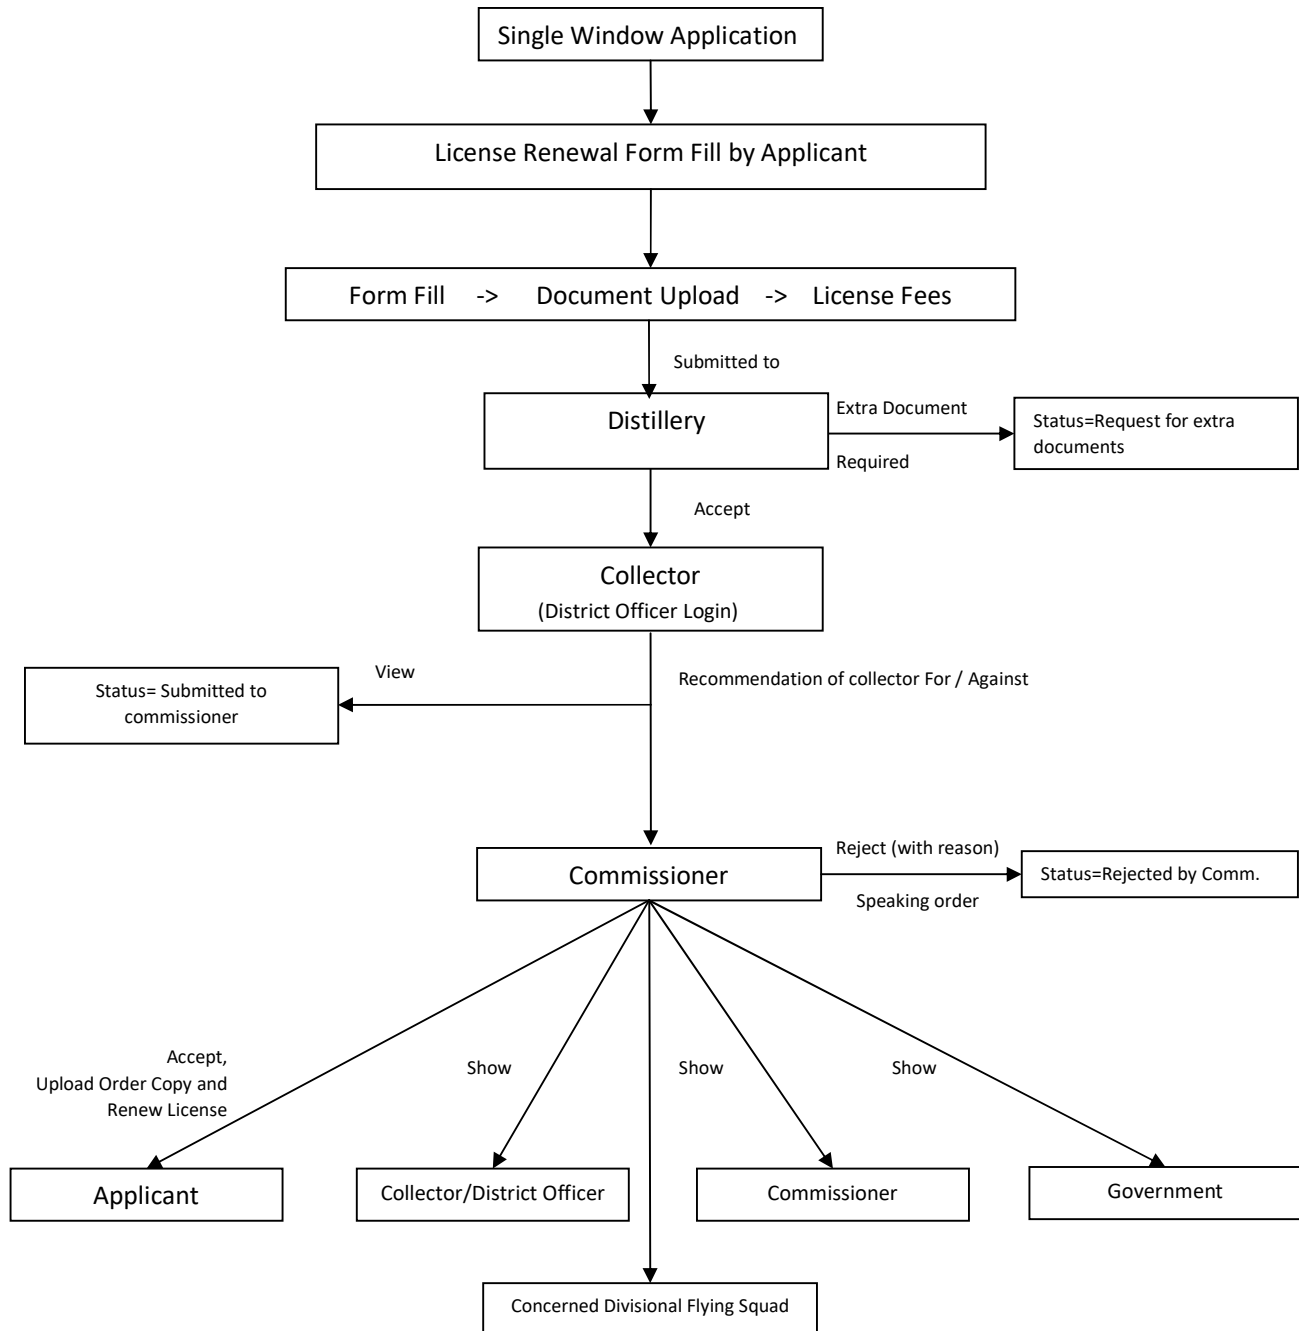 Single Window Application
License Renewal Form Fill by Applicant
Form Fill -> Document Upload -> License Fees
Submitted to
Distillery
Extra Document
Required
Status=Request for extra
documents
Accept
Collector
(District Officer Login)
View
Status= Submitted to
commissioner
Recommendation of collector For / Against
Commissioner
Reject (with reason)
Speaking order
Status=Rejected by Comm.
Accept,
Upload Order Copy and
Renew License
Show
Show
Show
Applicant
Collector/District Officer
Commissioner
Government
Concerned Divisional Flying Squad